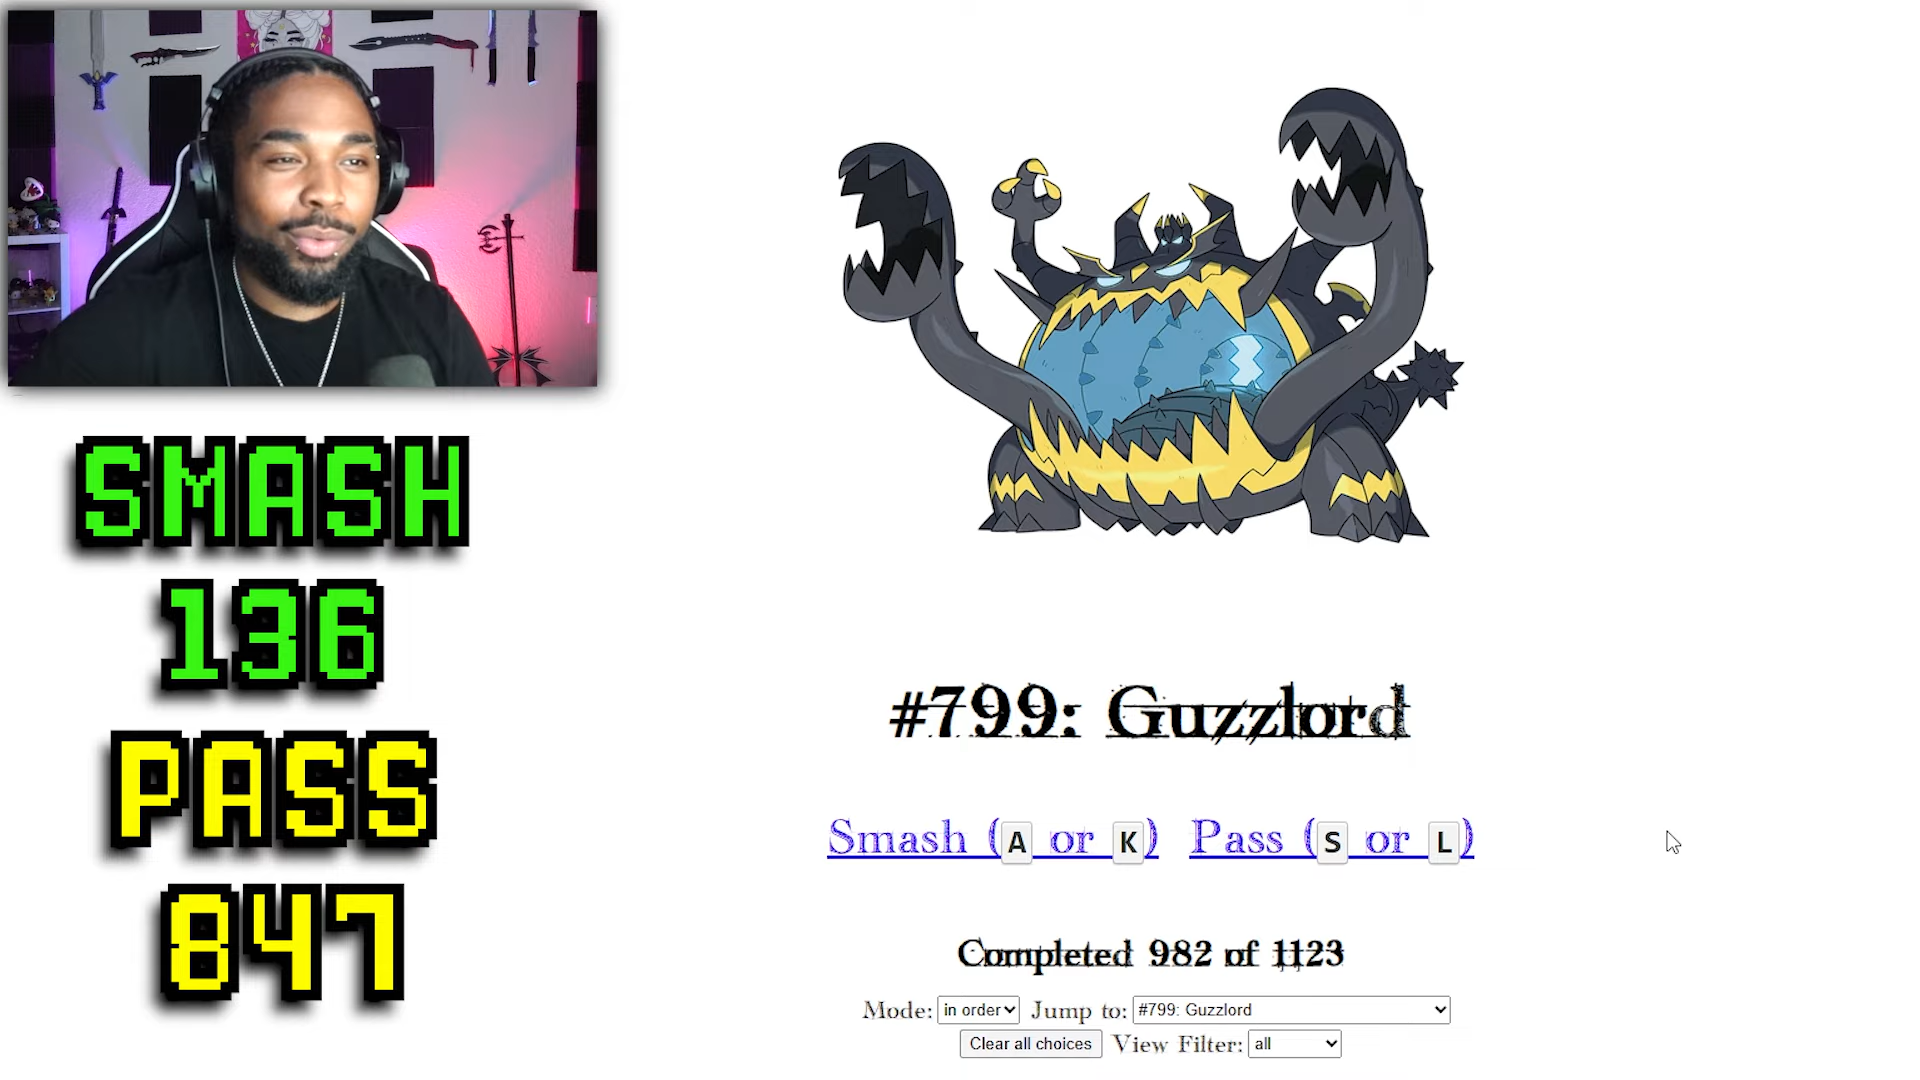 SMASH
136
PASS
847
#799: Guzzlord
Smash (A or K) Pass (S or L)
Completed 982 of 1123
Mode: in order Jump to: #799: Guzzlord
Clear all choices View Filter: all